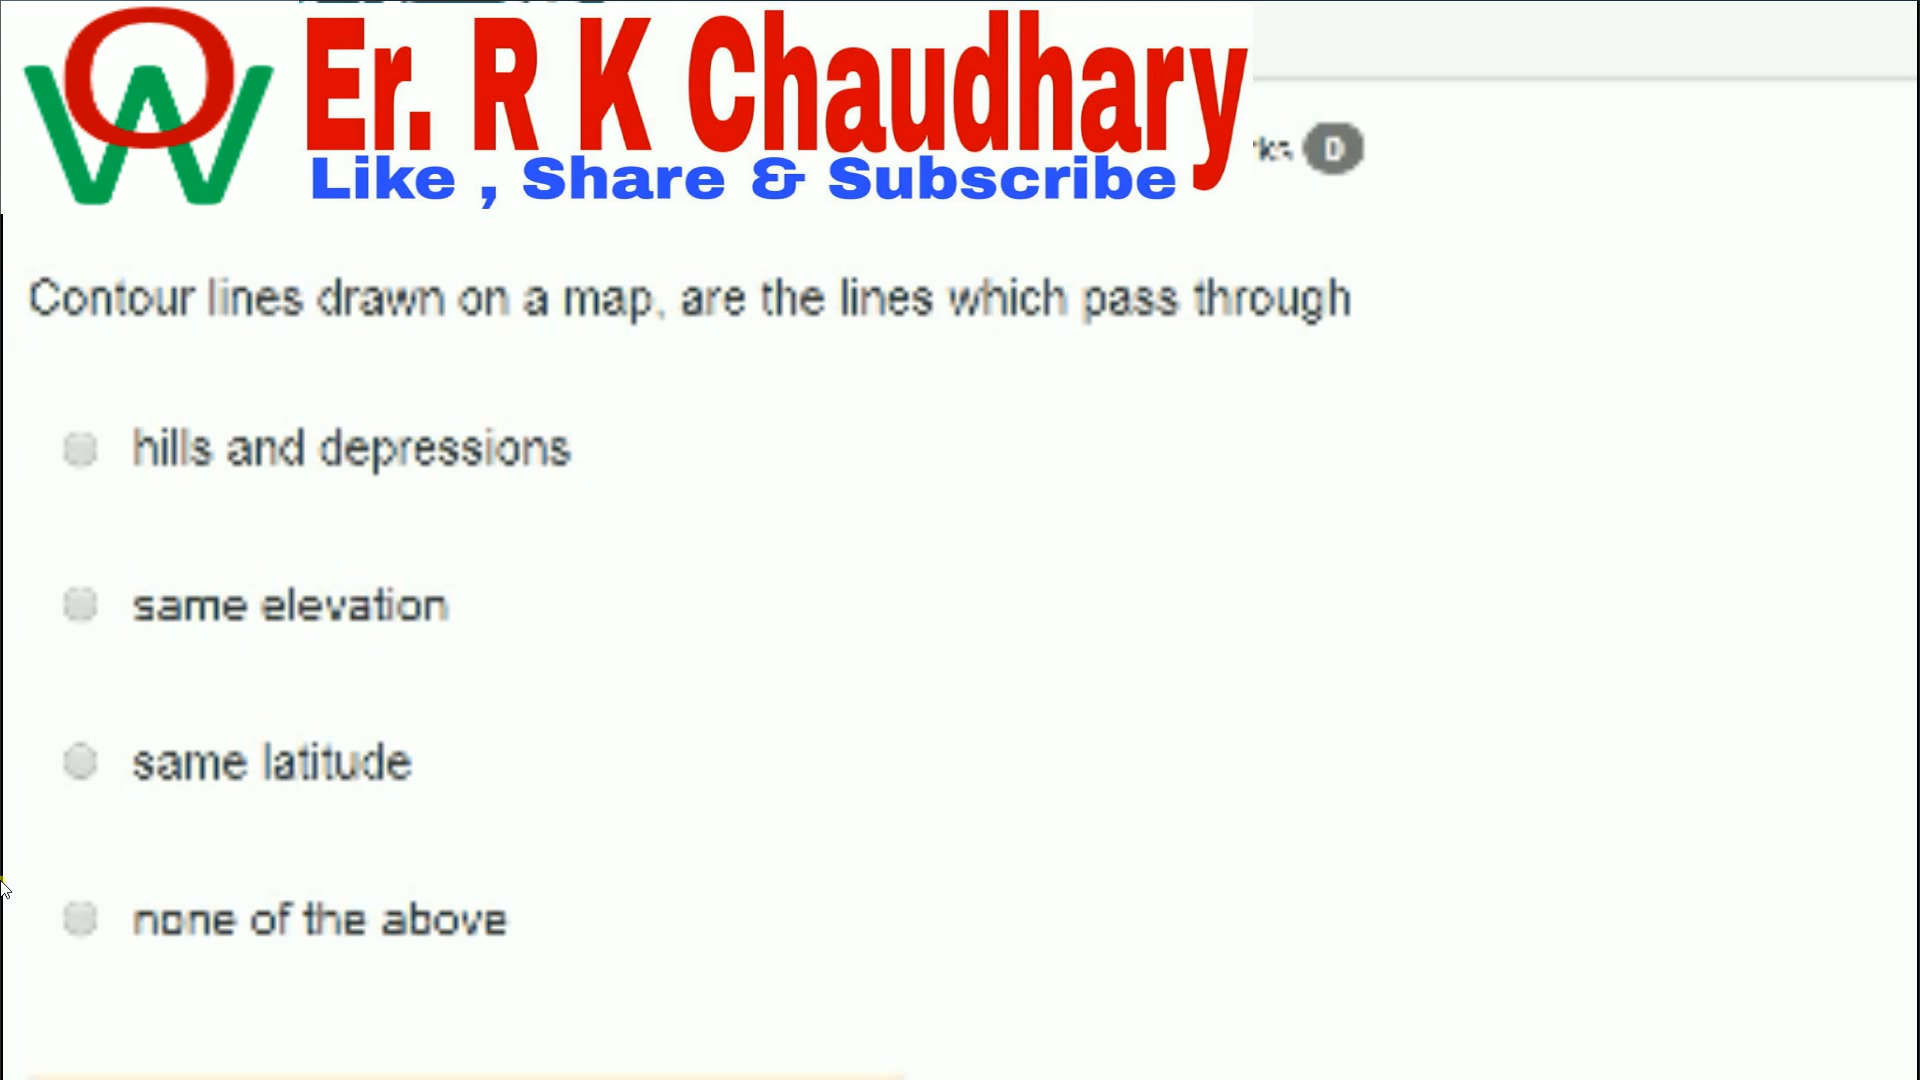 Er. R K Chaudhary
Like , Share & Subscribe
0
Contour lines drawn on a map, are the lines which pass through
hills and depressions
same elevation
same latitude
none of the above